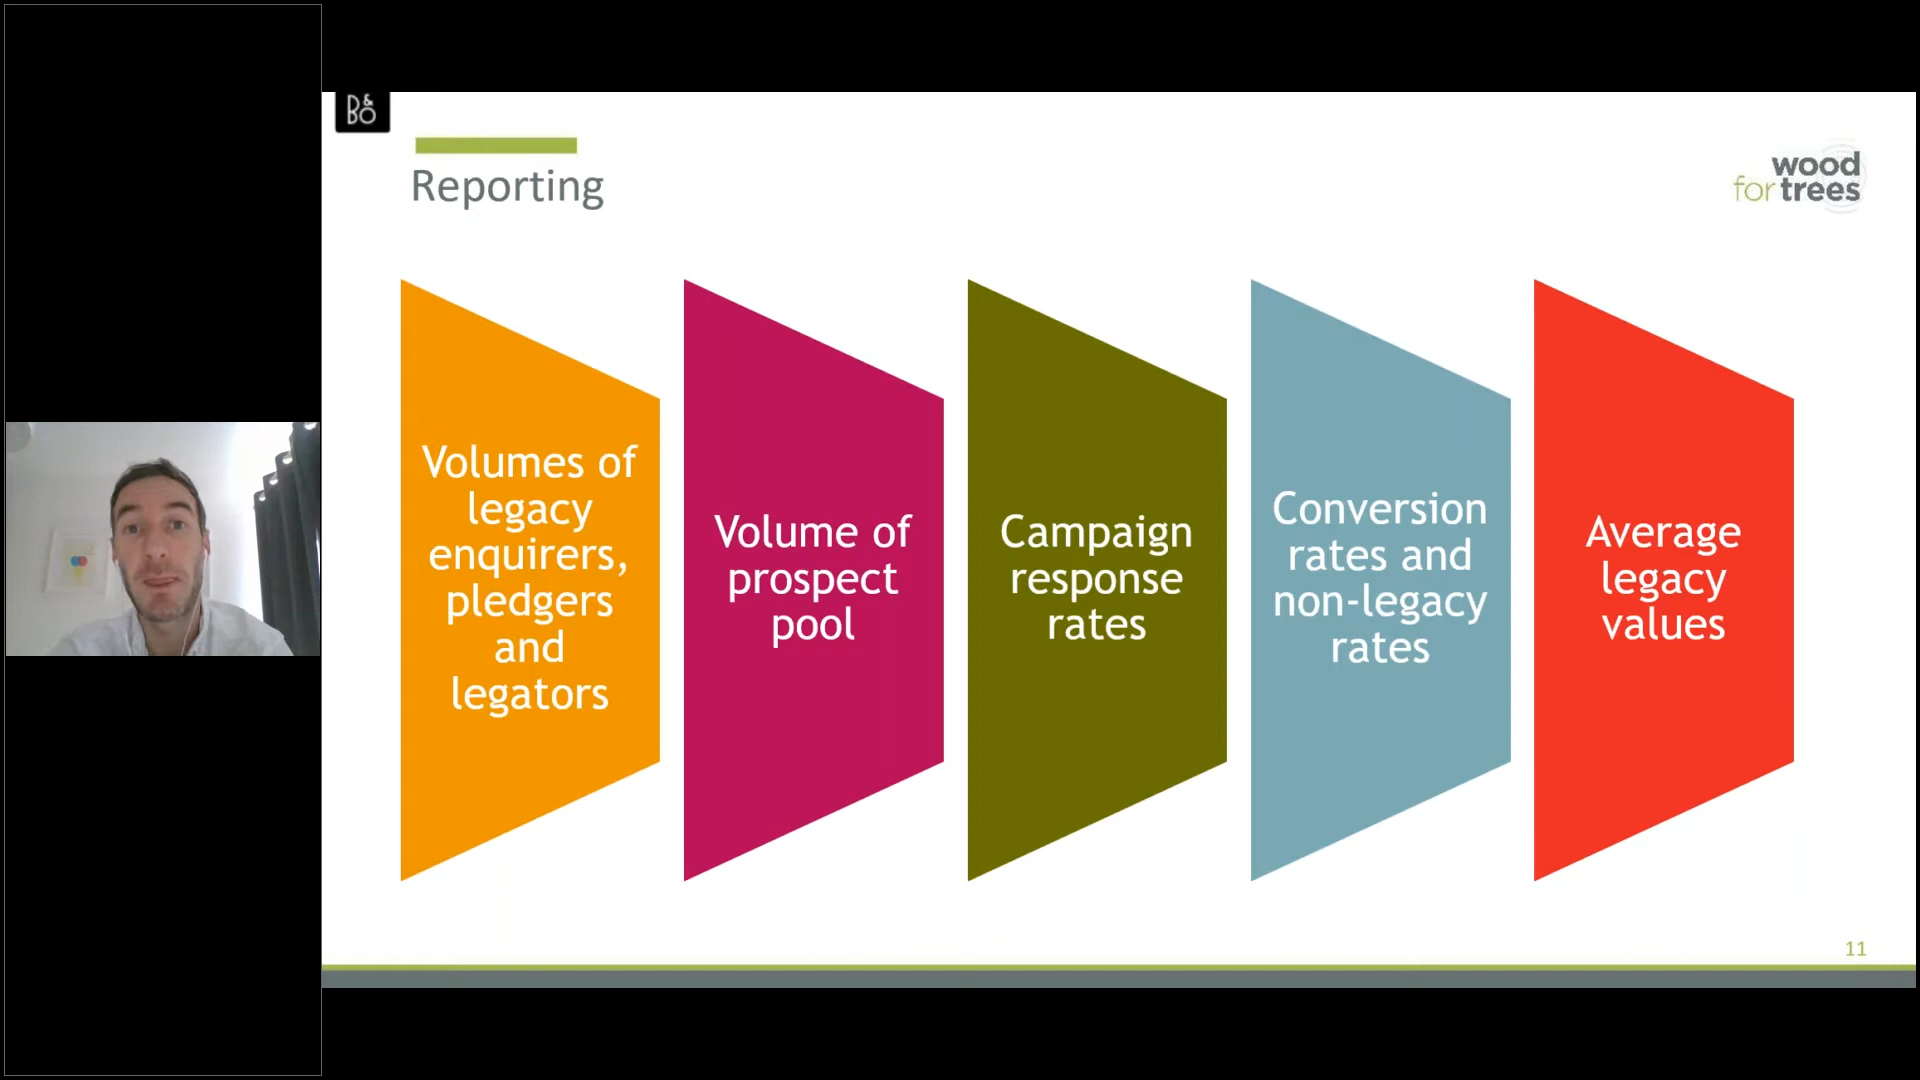 B&O
Reporting
wood
for trees
Volumes of
legacy
enquirers,
pledgers
and
legators
Volume of
prospect
pool
Campaign
response
rates
Conversion
rates and
non-legacy
rates
Average
legacy
values
11